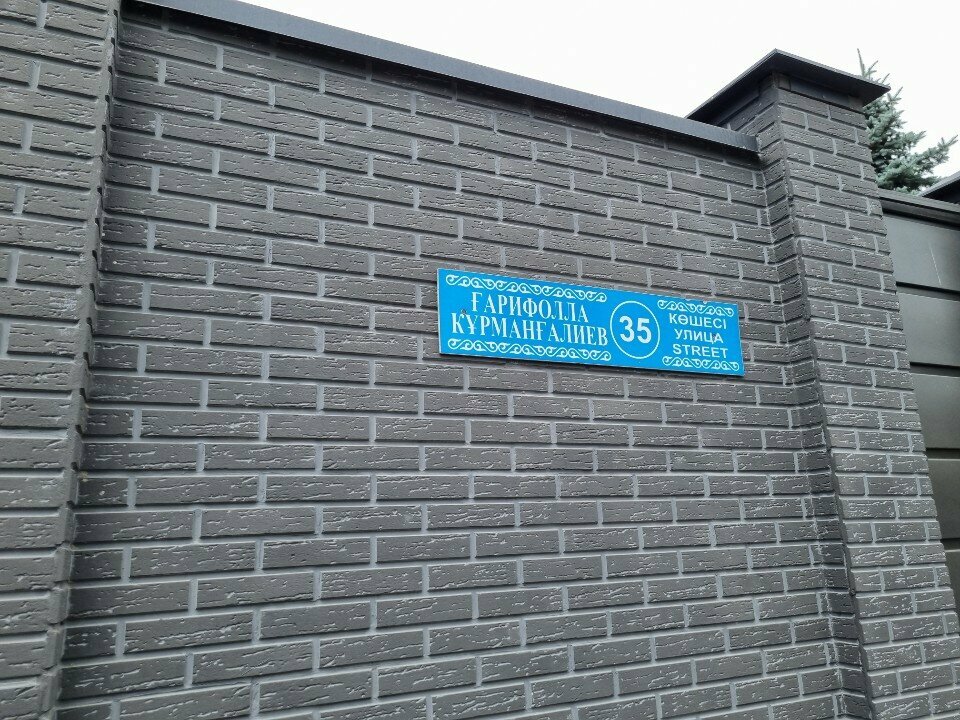 ҒАРИФОЛЛА
ҚҰРМАНҒАЛИЕВ
35
КӨШЕСІ
УЛИЦА
STREET